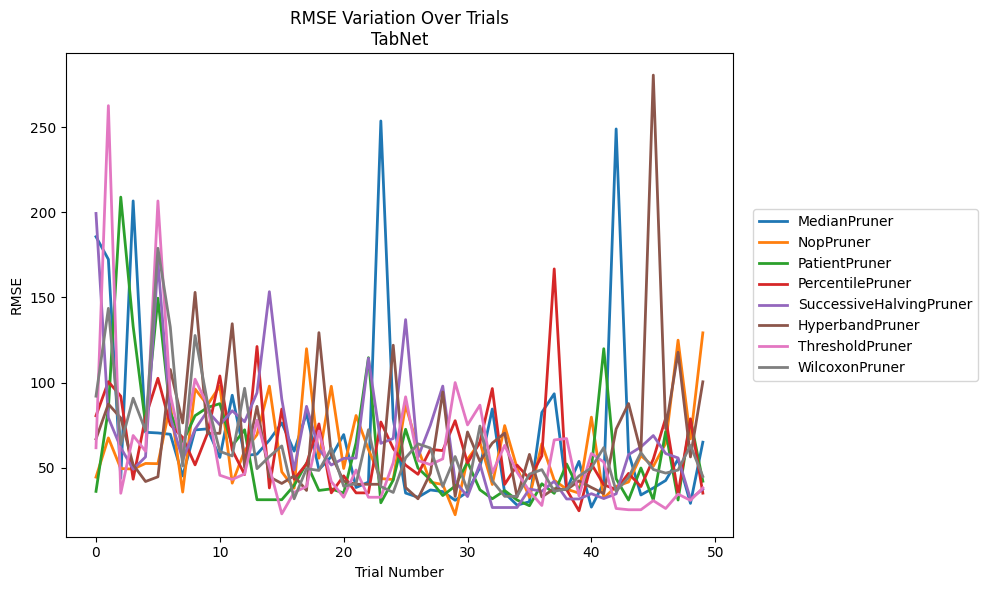 RMSE Variation Over Trials
TabNet
RMSE
250
200
150
100
50
0
10
20
30
40
50
Trial Number
MedianPruner
NopPruner
PatientPruner
PercentilePruner
SuccessiveHalvingPruner
HyperbandPruner
ThresholdPruner
WilcoxonPruner